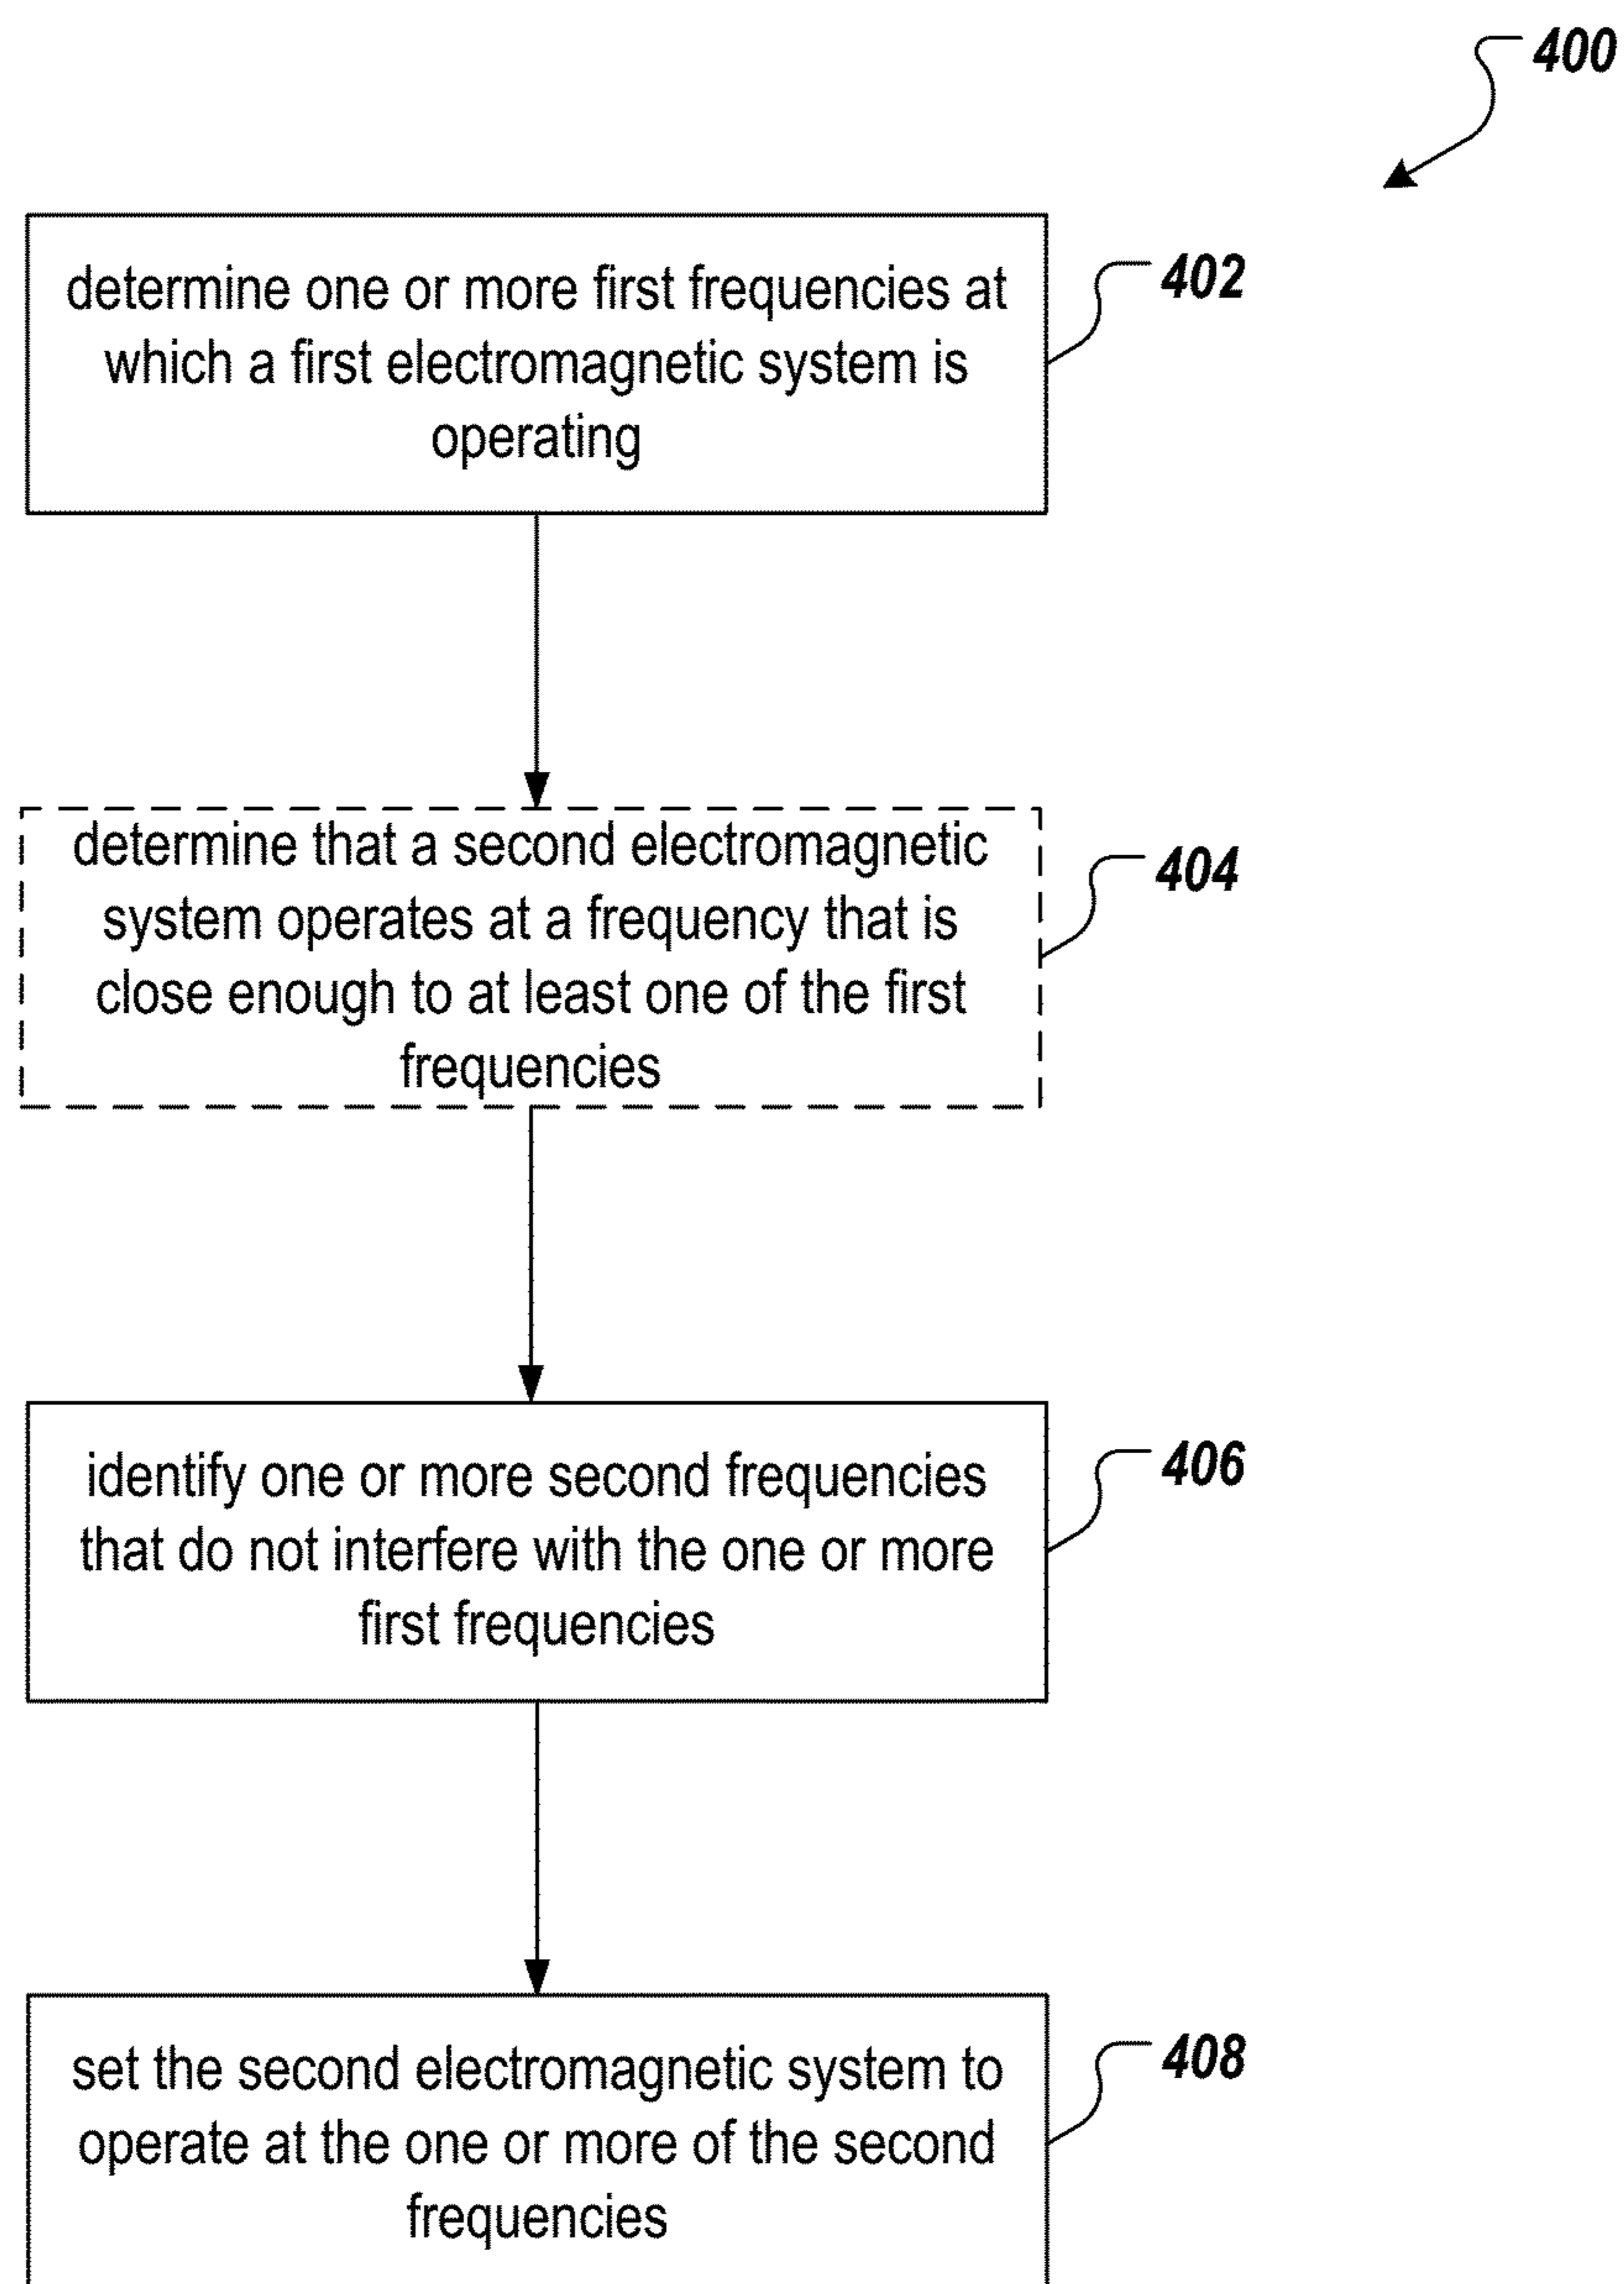 400
determine one or more first frequencies at
which a first electromagnetic system is
operating
402
determine that a second electromagnetic
system operates at a frequency that is
close enough to at least one of the first
frequencies
404
identify one or more second frequencies
that do not interfere with the one or more
first frequencies
406
set the second electromagnetic system to
operate at the one or more of the second
frequencies
408